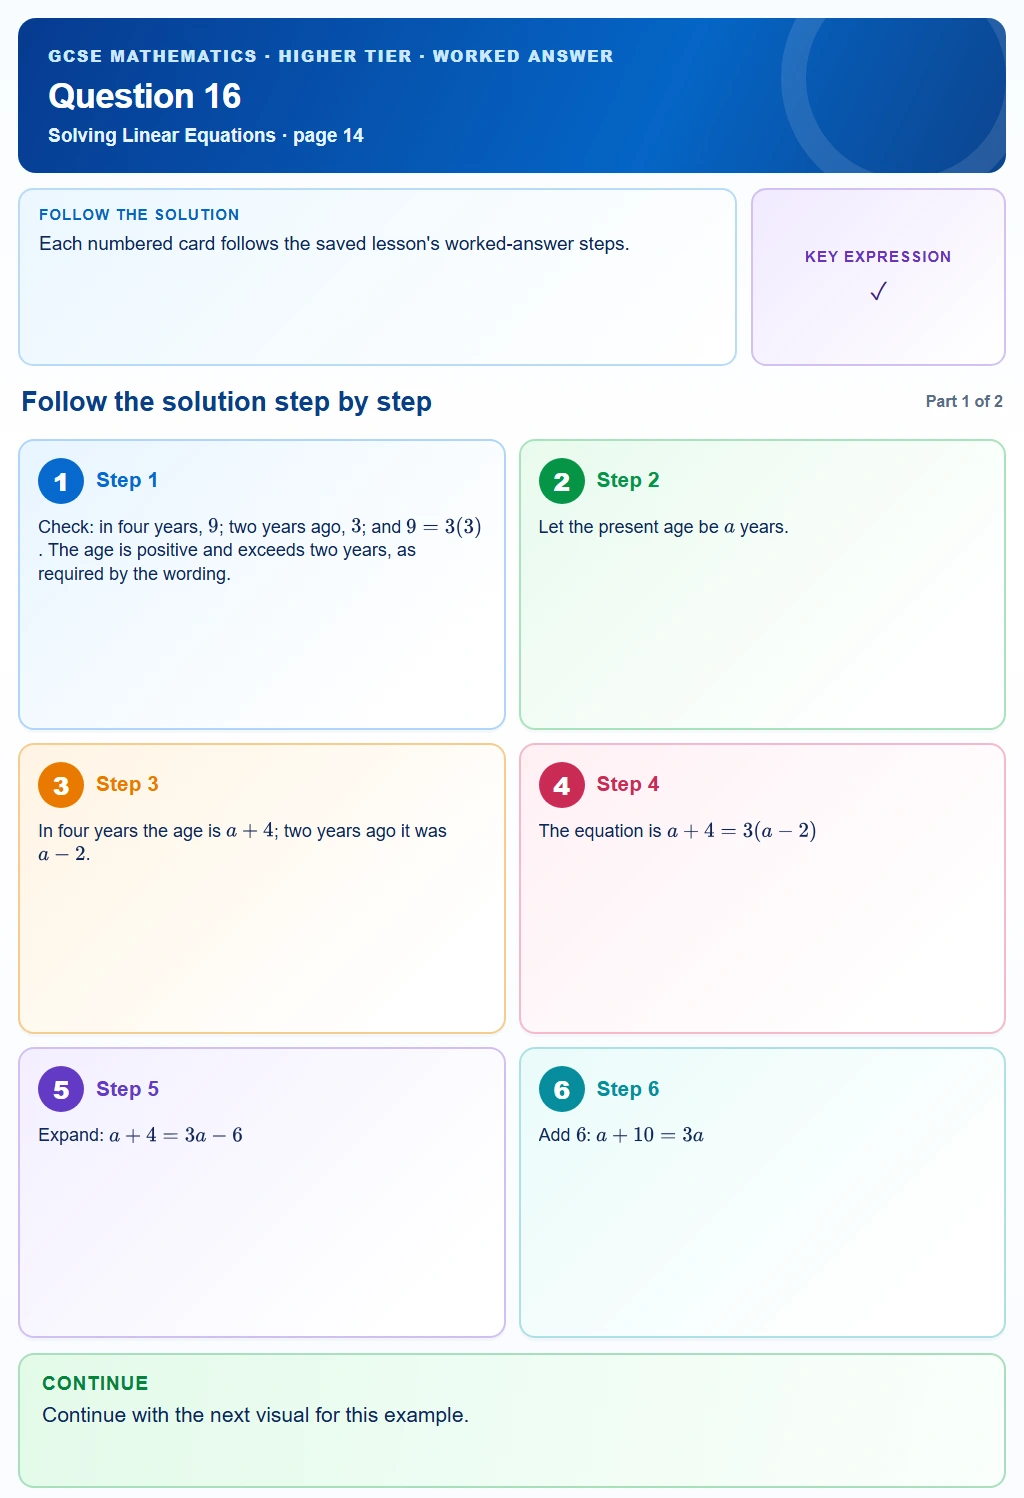 GCSE MATHEMATICS · HIGHER TIER · WORKED ANSWER
Question 16
Solving Linear Equations · page 14
FOLLOW THE SOLUTION
Each numbered card follows the saved lesson's worked-answer steps.
KEY EXPRESSION
✓
Follow the solution step by step
Part 1 of 2
1 Step 1
Check: in four years, 9; two years ago, 3; and 9 = 3(3)
. The age is positive and exceeds two years, as
required by the wording.
2 Step 2
Let the present age be a years.
3 Step 3
In four years the age is a + 4; two years ago it was
a − 2.
4 Step 4
The equation is a + 4 = 3(a − 2)
5 Step 5
Expand: a + 4 = 3a − 6
6 Step 6
Add 6: a + 10 = 3a
CONTINUE
Continue with the next visual for this example.